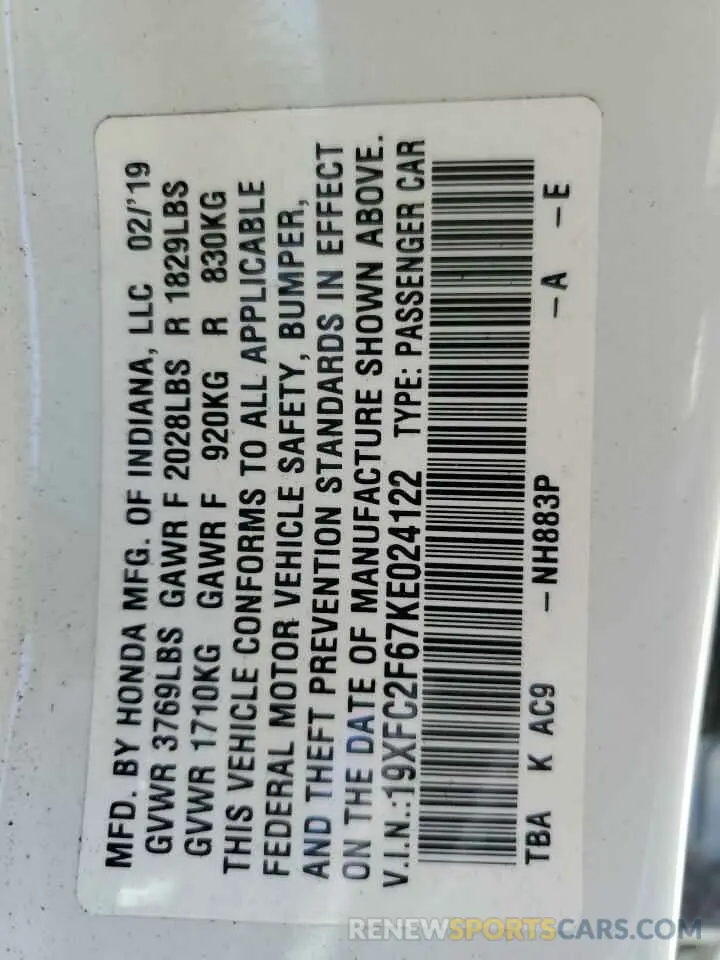 MFD. BY HONDA MFG. OF INDIANA, LLC 02/'19
GVWR 3769LBS GAWR F 2028LBS R 1829LBS
GVWR 1710KG GAWR F 920KG R 830KG
THIS VEHICLE CONFORMS TO ALL APPLICABLE
FEDERAL MOTOR VEHICLE SAFETY, BUMPER,
AND THEFT PREVENTION STANDARDS IN EFFECT
ON THE DATE OF MANUFACTURE SHOWN ABOVE.
V.I.N.:19XFC2F67KE024122 TYPE: PASSENGER CAR
TBA K AC9 -NH883P -A -E
RENEWSPORTSCARS.COM